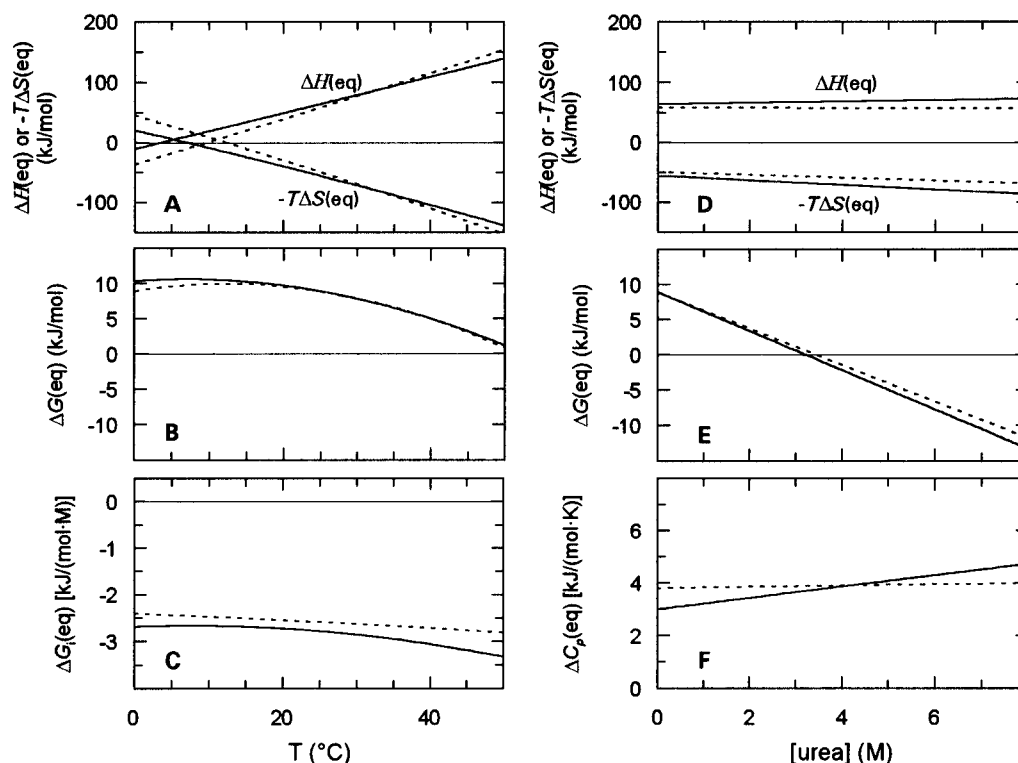 ΔH(eq) or -TΔS(eq)
(kJ/mol)
200
100
0
-100
ΔH(eq)
-TΔS(eq)
A
ΔG(eq) (kJ/mol)
10
5
0
-5
-10
B
ΔGi(eq) [kJ/(mol·M)]
0
-1
-2
-3
C
0
20
40
T (°C)
ΔH(eq) or -TΔS(eq)
(kJ/mol)
200
100
0
-100
ΔH(eq)
-TΔS(eq)
D
ΔG(eq) (kJ/mol)
10
5
0
-5
-10
E
ΔCp(eq) [kJ/(mol·K)]
6
4
2
0
F
0
2
4
6
[urea] (M)